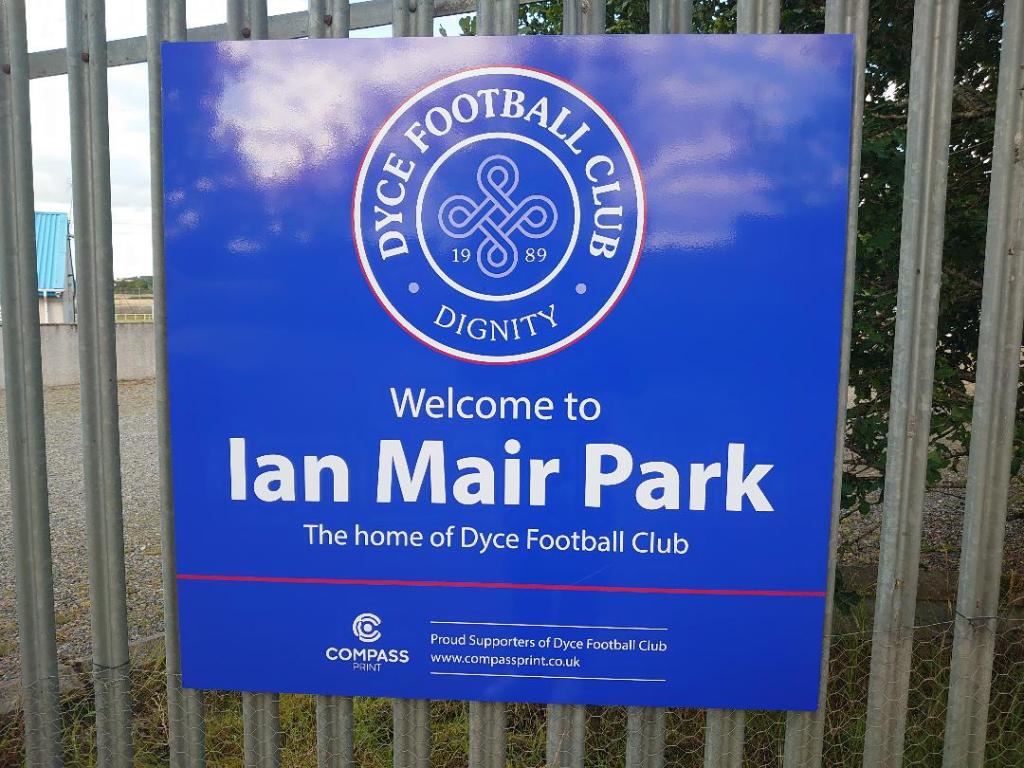 DYCE FOOTBALL CLUB
19 89
DIGNITY
Welcome to
Ian Mair Park
The home of Dyce Football Club
COMPASS
PRINT
Proud Supporters of Dyce Football Club
www.compassprint.co.uk